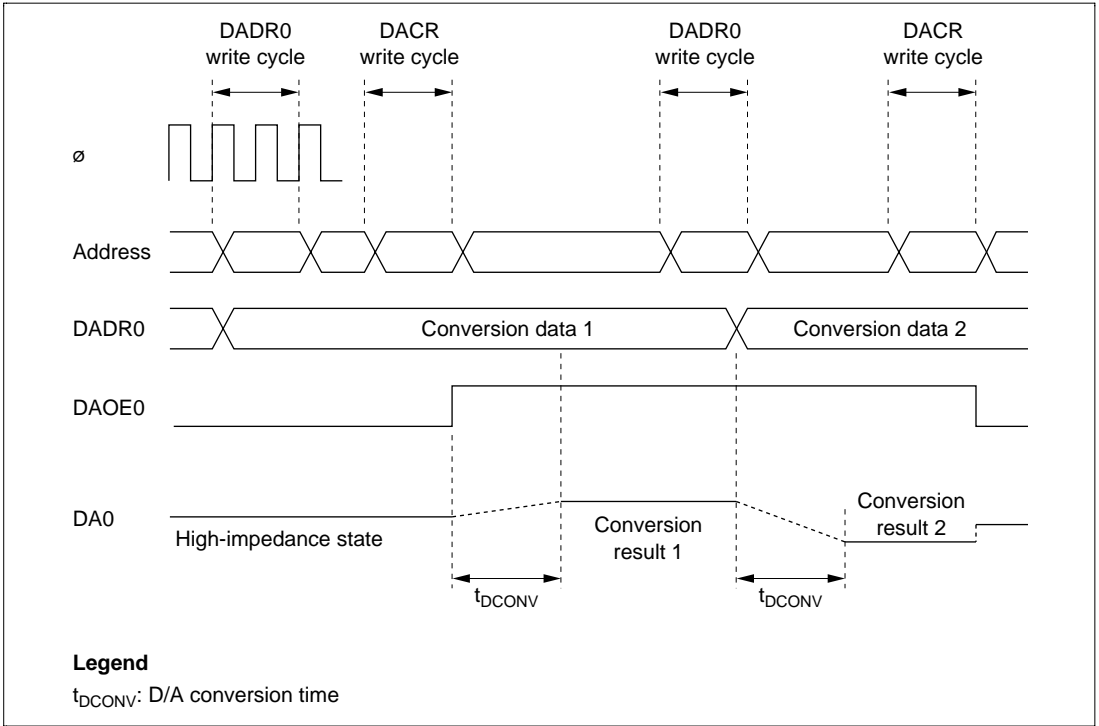 DADR0
write cycle
DACR
write cycle
DADR0
write cycle
DACR
write cycle
ø
Address
DADR0
Conversion data 1
Conversion data 2
DAOE0
DA0
High-impedance state
Conversion
result 1
Conversion
result 2
tDCONV
tDCONV
Legend
tDCONV: D/A conversion time